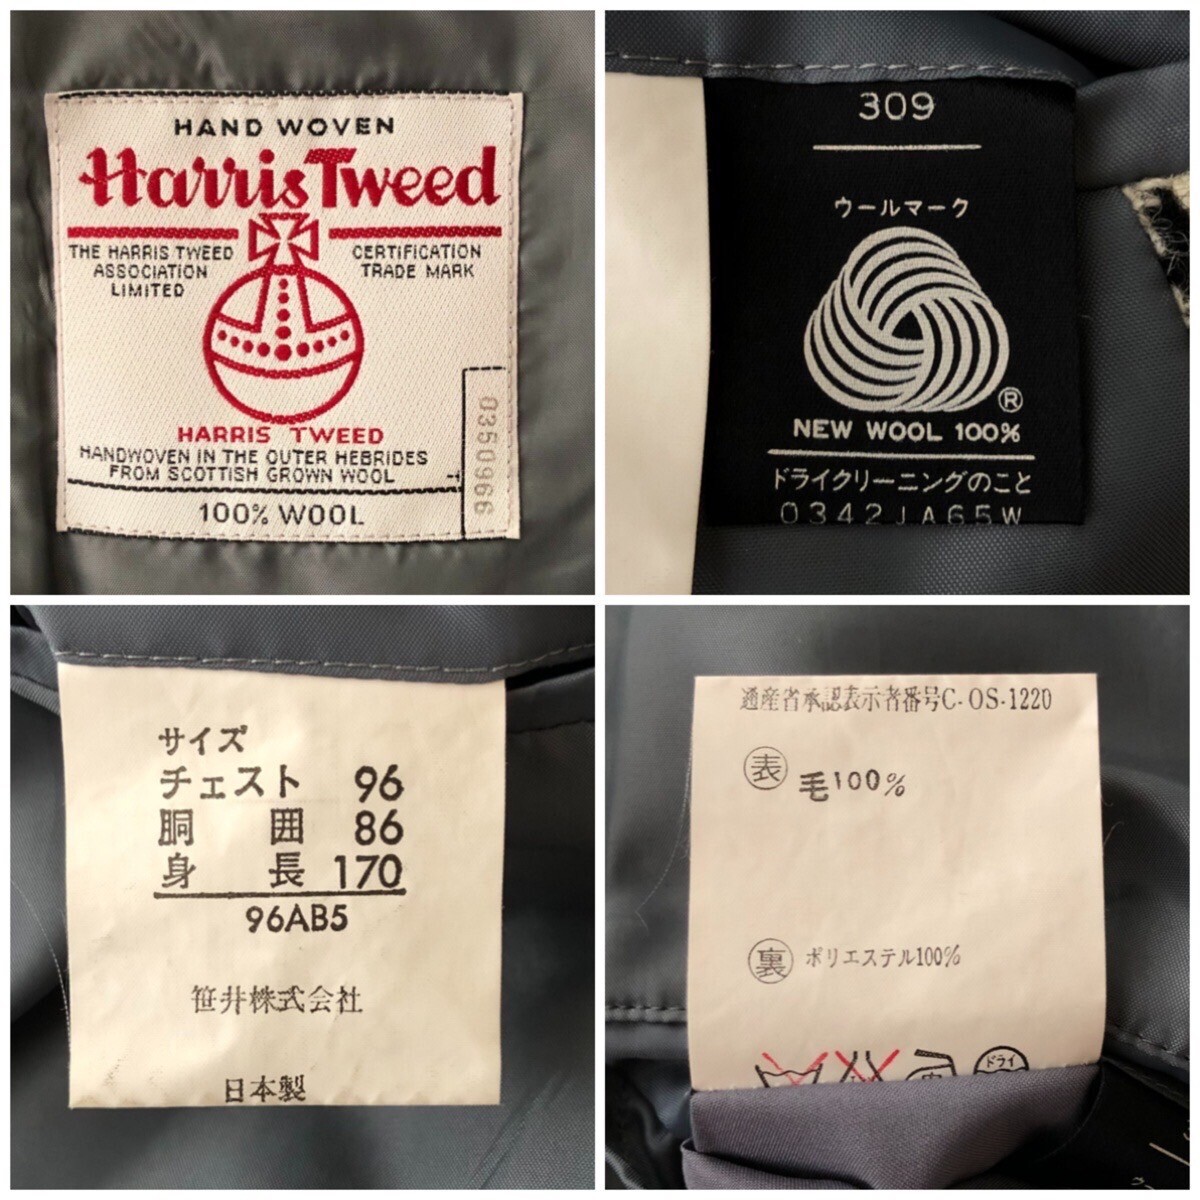 HAND WOVEN
Harris Tweed
THE HARRIS TWEED
ASSOCIATION
LIMITED
CERTIFICATION
TRADE MARK
HARRIS TWEED
HANDWOVEN IN THE OUTER HEBRIDES
FROM SCOTTISH GROWN WOOL
100% WOOL
0350966
309
ウールマーク
®
NEW WOOL 100%
ドライクリーニングのこと
0342JA65W
サイズ
チェスト 96
胴囲 86
身長 170
96AB5
笹井株式会社
日本製
通産省承認表示者番号C-OS-1220
表 毛100%
裏 ポリエステル100%
ドライ